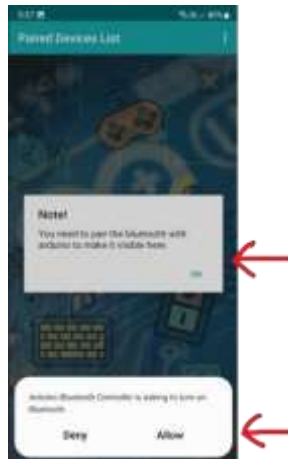 Paired Devices List
Note!
You need to pair the bluetooth with
arduino to make it visible here.
OK
Arduino Bluetooth Controller is asking to turn on
Bluetooth.
Deny
Allow